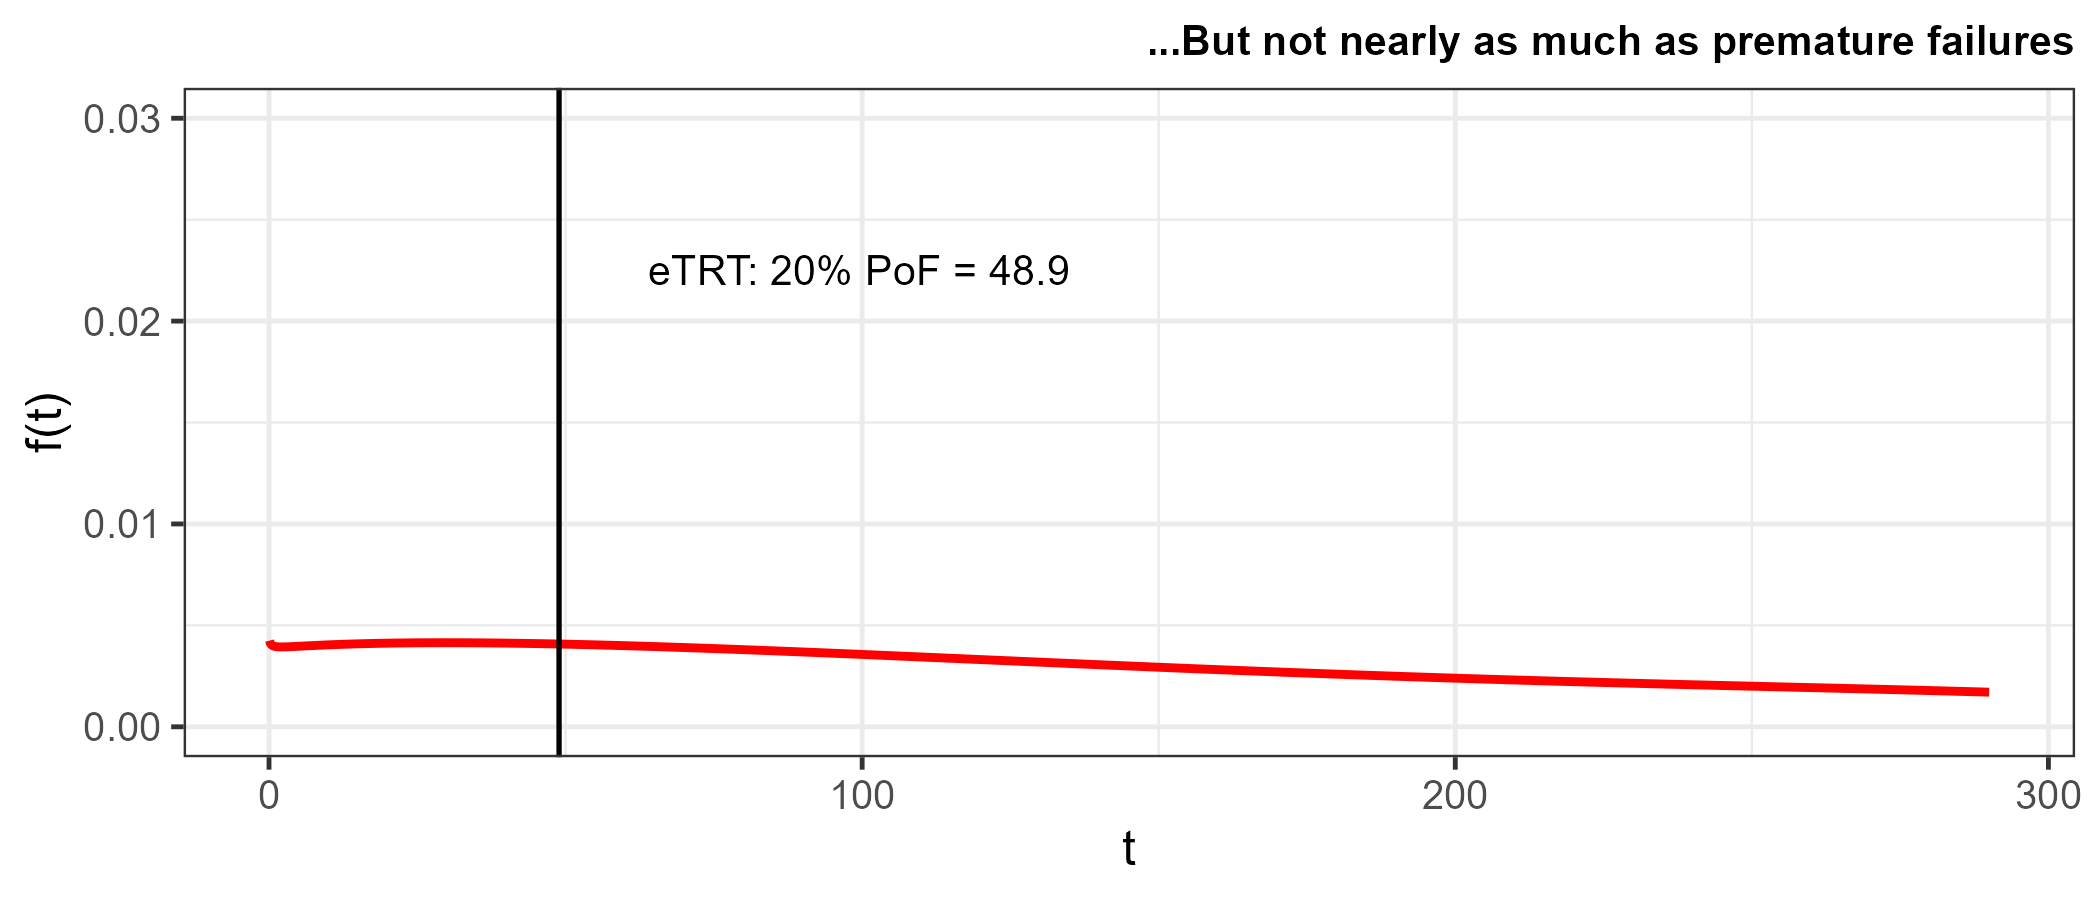 ...But not nearly as much as premature failures
0.03
0.02
0.01
0.00
f(t)
eTRT: 20% PoF = 48.9
0 100 200 300
t